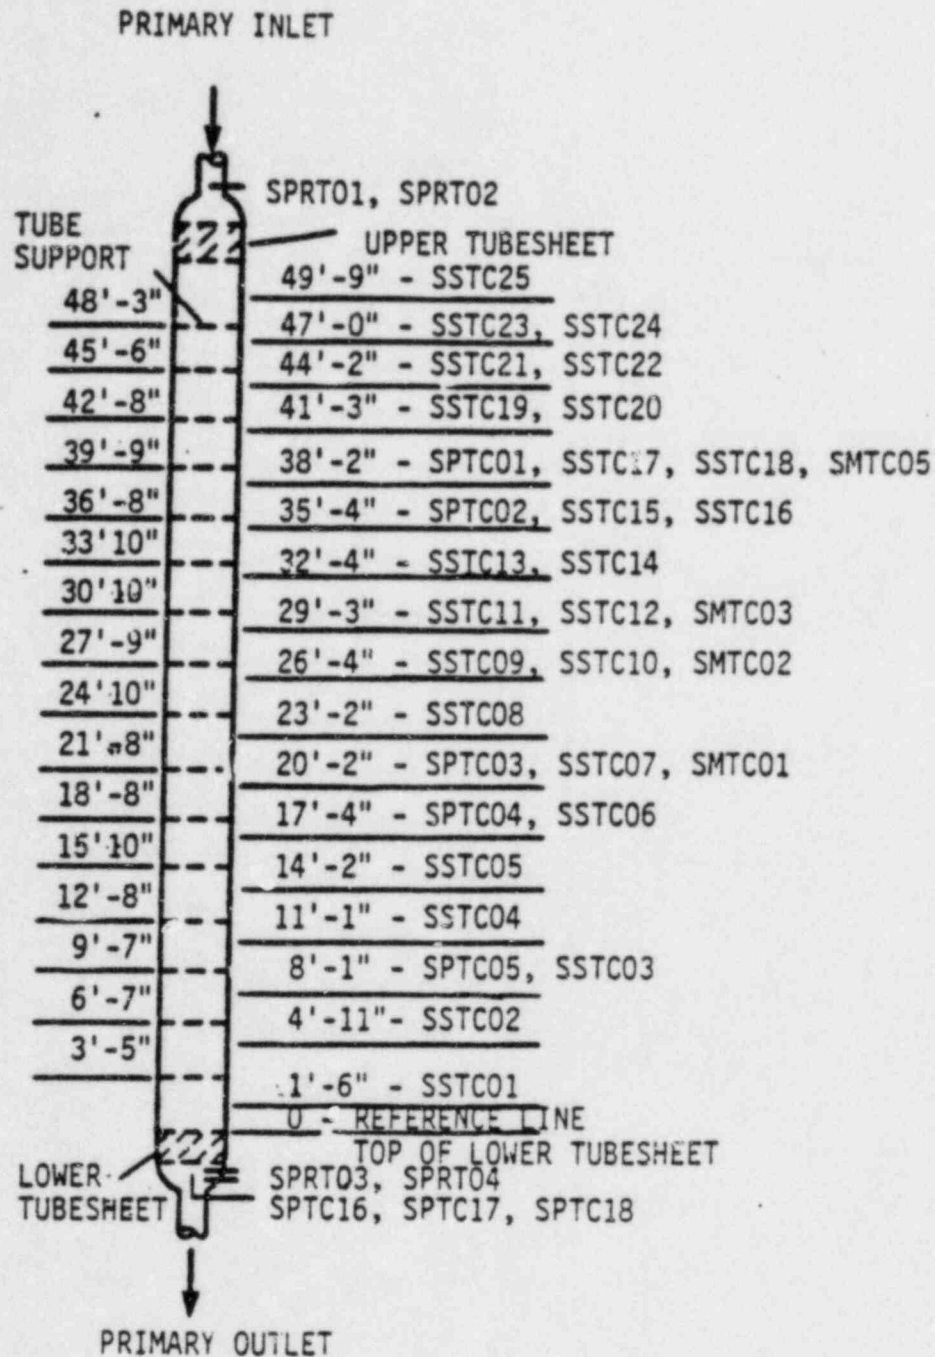 PRIMARY INLET
SPRT01, SPRT02
TUBE
SUPPORT
UPPER TUBESHEET
49'-9" - SSTC25
48'-3"
47'-0" - SSTC23, SSTC24
45'-6"
44'-2" - SSTC21, SSTC22
42'-8"
41'-3" - SSTC19, SSTC20
39'-9"
38'-2" - SPTC01, SSTC17, SSTC18, SMTC05
36'-8"
35'-4" - SPTC02, SSTC15, SSTC16
33'10"
32'-4" - SSTC13, SSTC14
30'10"
29'-3" - SSTC11, SSTC12, SMTC03
27'-9"
26'-4" - SSTC09, SSTC10, SMTC02
24'10"
23'-2" - SSTC08
21'-8"
20'-2" - SPTC03, SSTC07, SMTC01
18'-8"
17'-4" - SPTC04, SSTC06
15'10"
14'-2" - SSTC05
12'-8"
11'-1" - SSTC04
9'-7"
8'-1" - SPTC05, SSTC03
6'-7"
4'-11"- SSTC02
3'-5"
1'-6" - SSTC01
0 - REFERENCE LINE
TOP OF LOWER TUBESHEET
LOWER
TUBESHEET
SPRT03, SPRT04
SPTC16, SPTC17, SPTC18
PRIMARY OUTLET